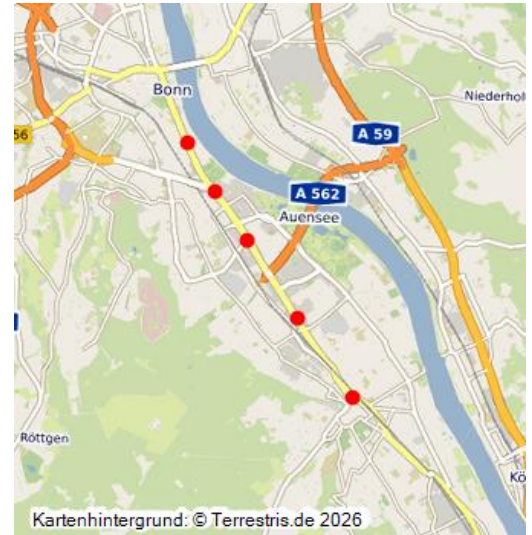 Bonn
Niederhol
56
A 59
A 562
Auensee
Röttgen
Kö
Kartenhintergrund: © Terrestris.de 2026